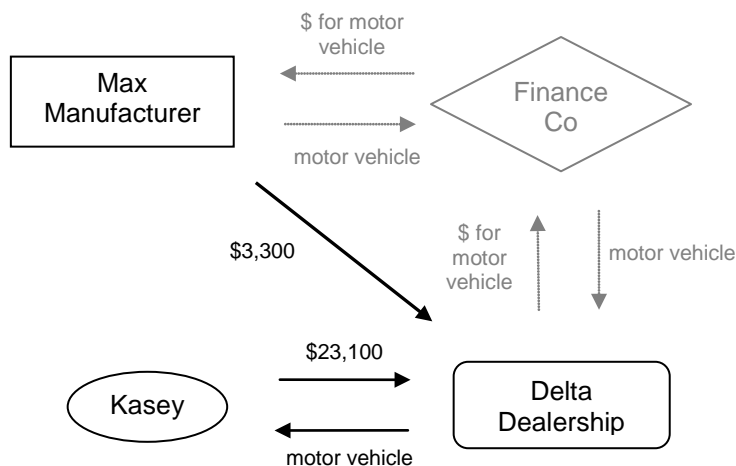 $ for motor
vehicle
Max
Manufacturer
Finance
Co
motor vehicle
$3,300
$ for
motor
vehicle
motor vehicle
$23,100
Kasey
Delta
Dealership
motor vehicle